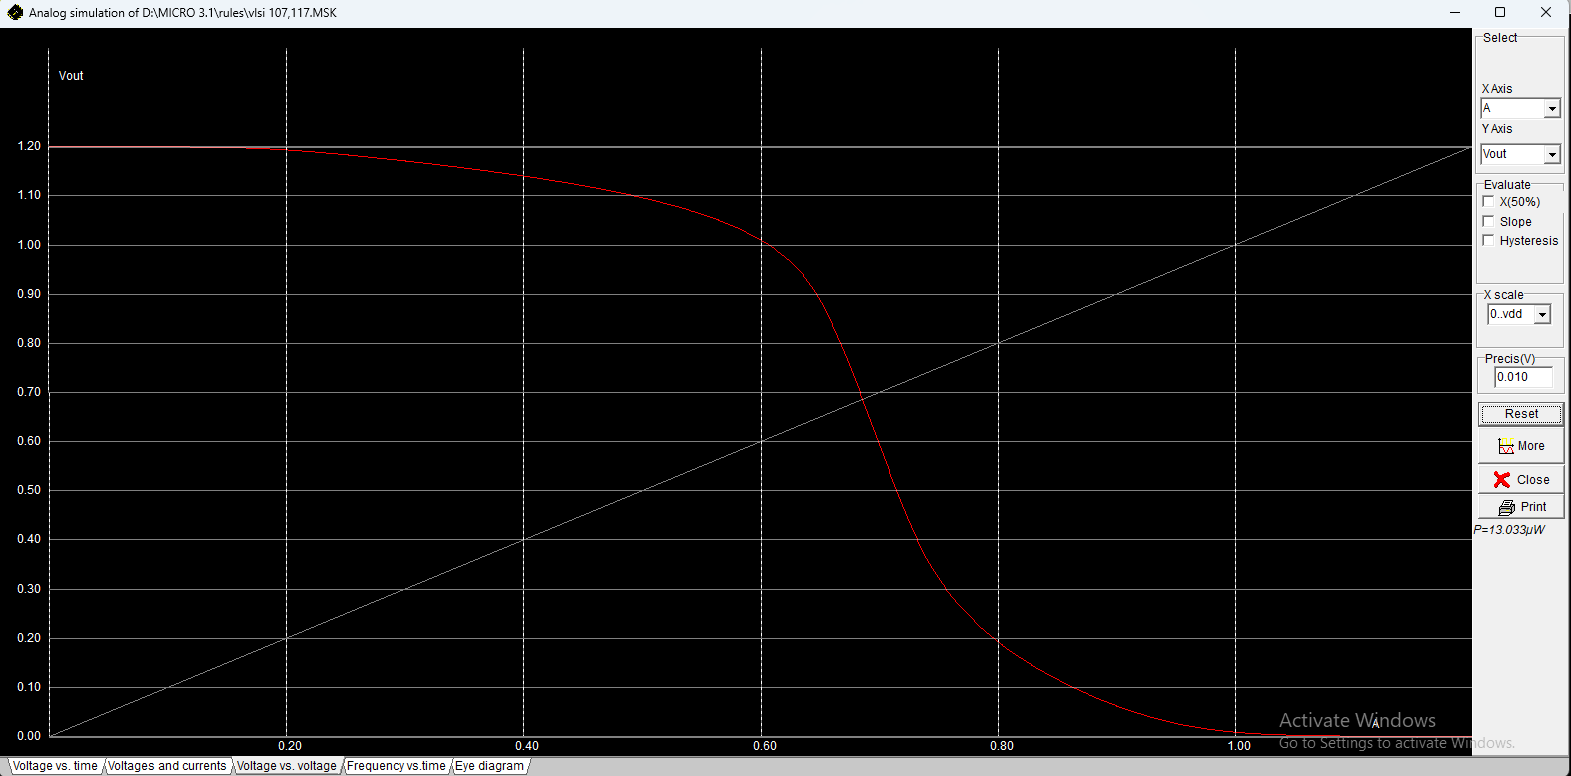 Analog simulation of D:\MICRO 3.1\rules\vlsi 107,117.MSK
Vout
1.20
1.10
1.00
0.90
0.80
0.70
0.60
0.50
0.40
0.30
0.20
0.10
0.00
0.20 0.40 0.60 0.80 1.00
A
Select
X Axis
A
Y Axis
Vout
Evaluate
X(50%)
Slope
Hysteresis
X scale
0..vdd
Precis(V)
0.010
Reset
More
Close
Print
P=13.033µW
Activate Windows
Go to Settings to activate Windows.
Voltage vs. time Voltages and currents Voltage vs. voltage Frequency vs.time Eye diagram